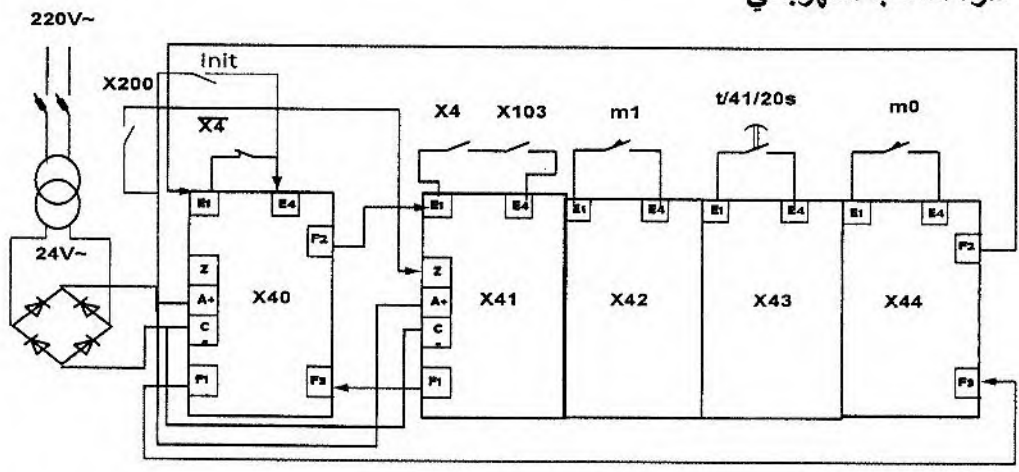 220V~
X200
Init
X4
X4
X103
m1
t/41/20s
m0
24V~
E1
E4
F2
Z
A+
C
-
F1
F3
X40
E1
E4
Z
A+
C
-
F1
X41
E1
E4
X42
E1
E4
X43
E1
E4
F2
F3
X44